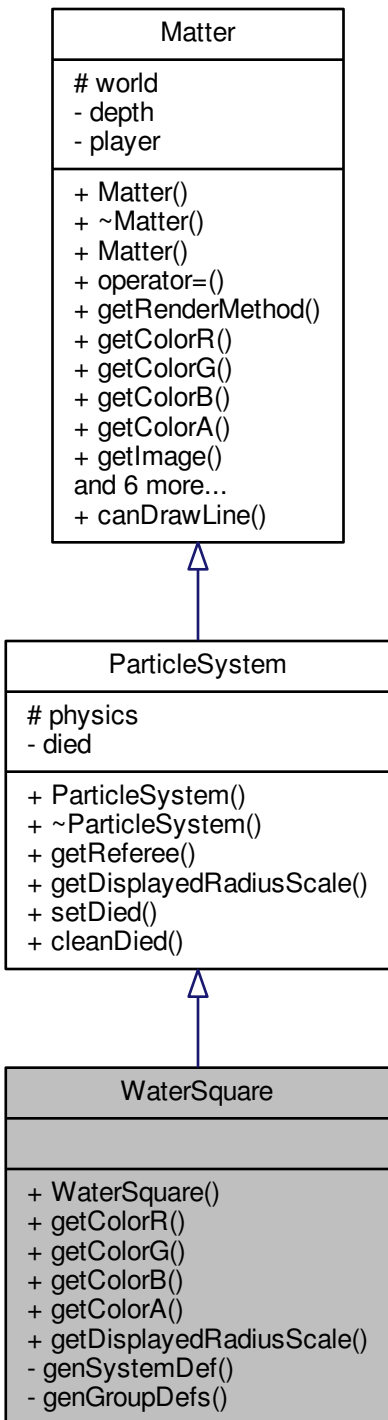 Matter
# world
- depth
- player
+ Matter()
+ ~Matter()
+ Matter()
+ operator=()
+ getRenderMethod()
+ getColorR()
+ getColorG()
+ getColorB()
+ getColorA()
+ getImage()
and 6 more...
+ canDrawLine()
ParticleSystem
# physics
- died
+ ParticleSystem()
+ ~ParticleSystem()
+ getReferee()
+ getDisplayedRadiusScale()
+ setDied()
+ cleanDied()
WaterSquare
+ WaterSquare()
+ getColorR()
+ getColorG()
+ getColorB()
+ getColorA()
+ getDisplayedRadiusScale()
- genSystemDef()
- genGroupDefs()